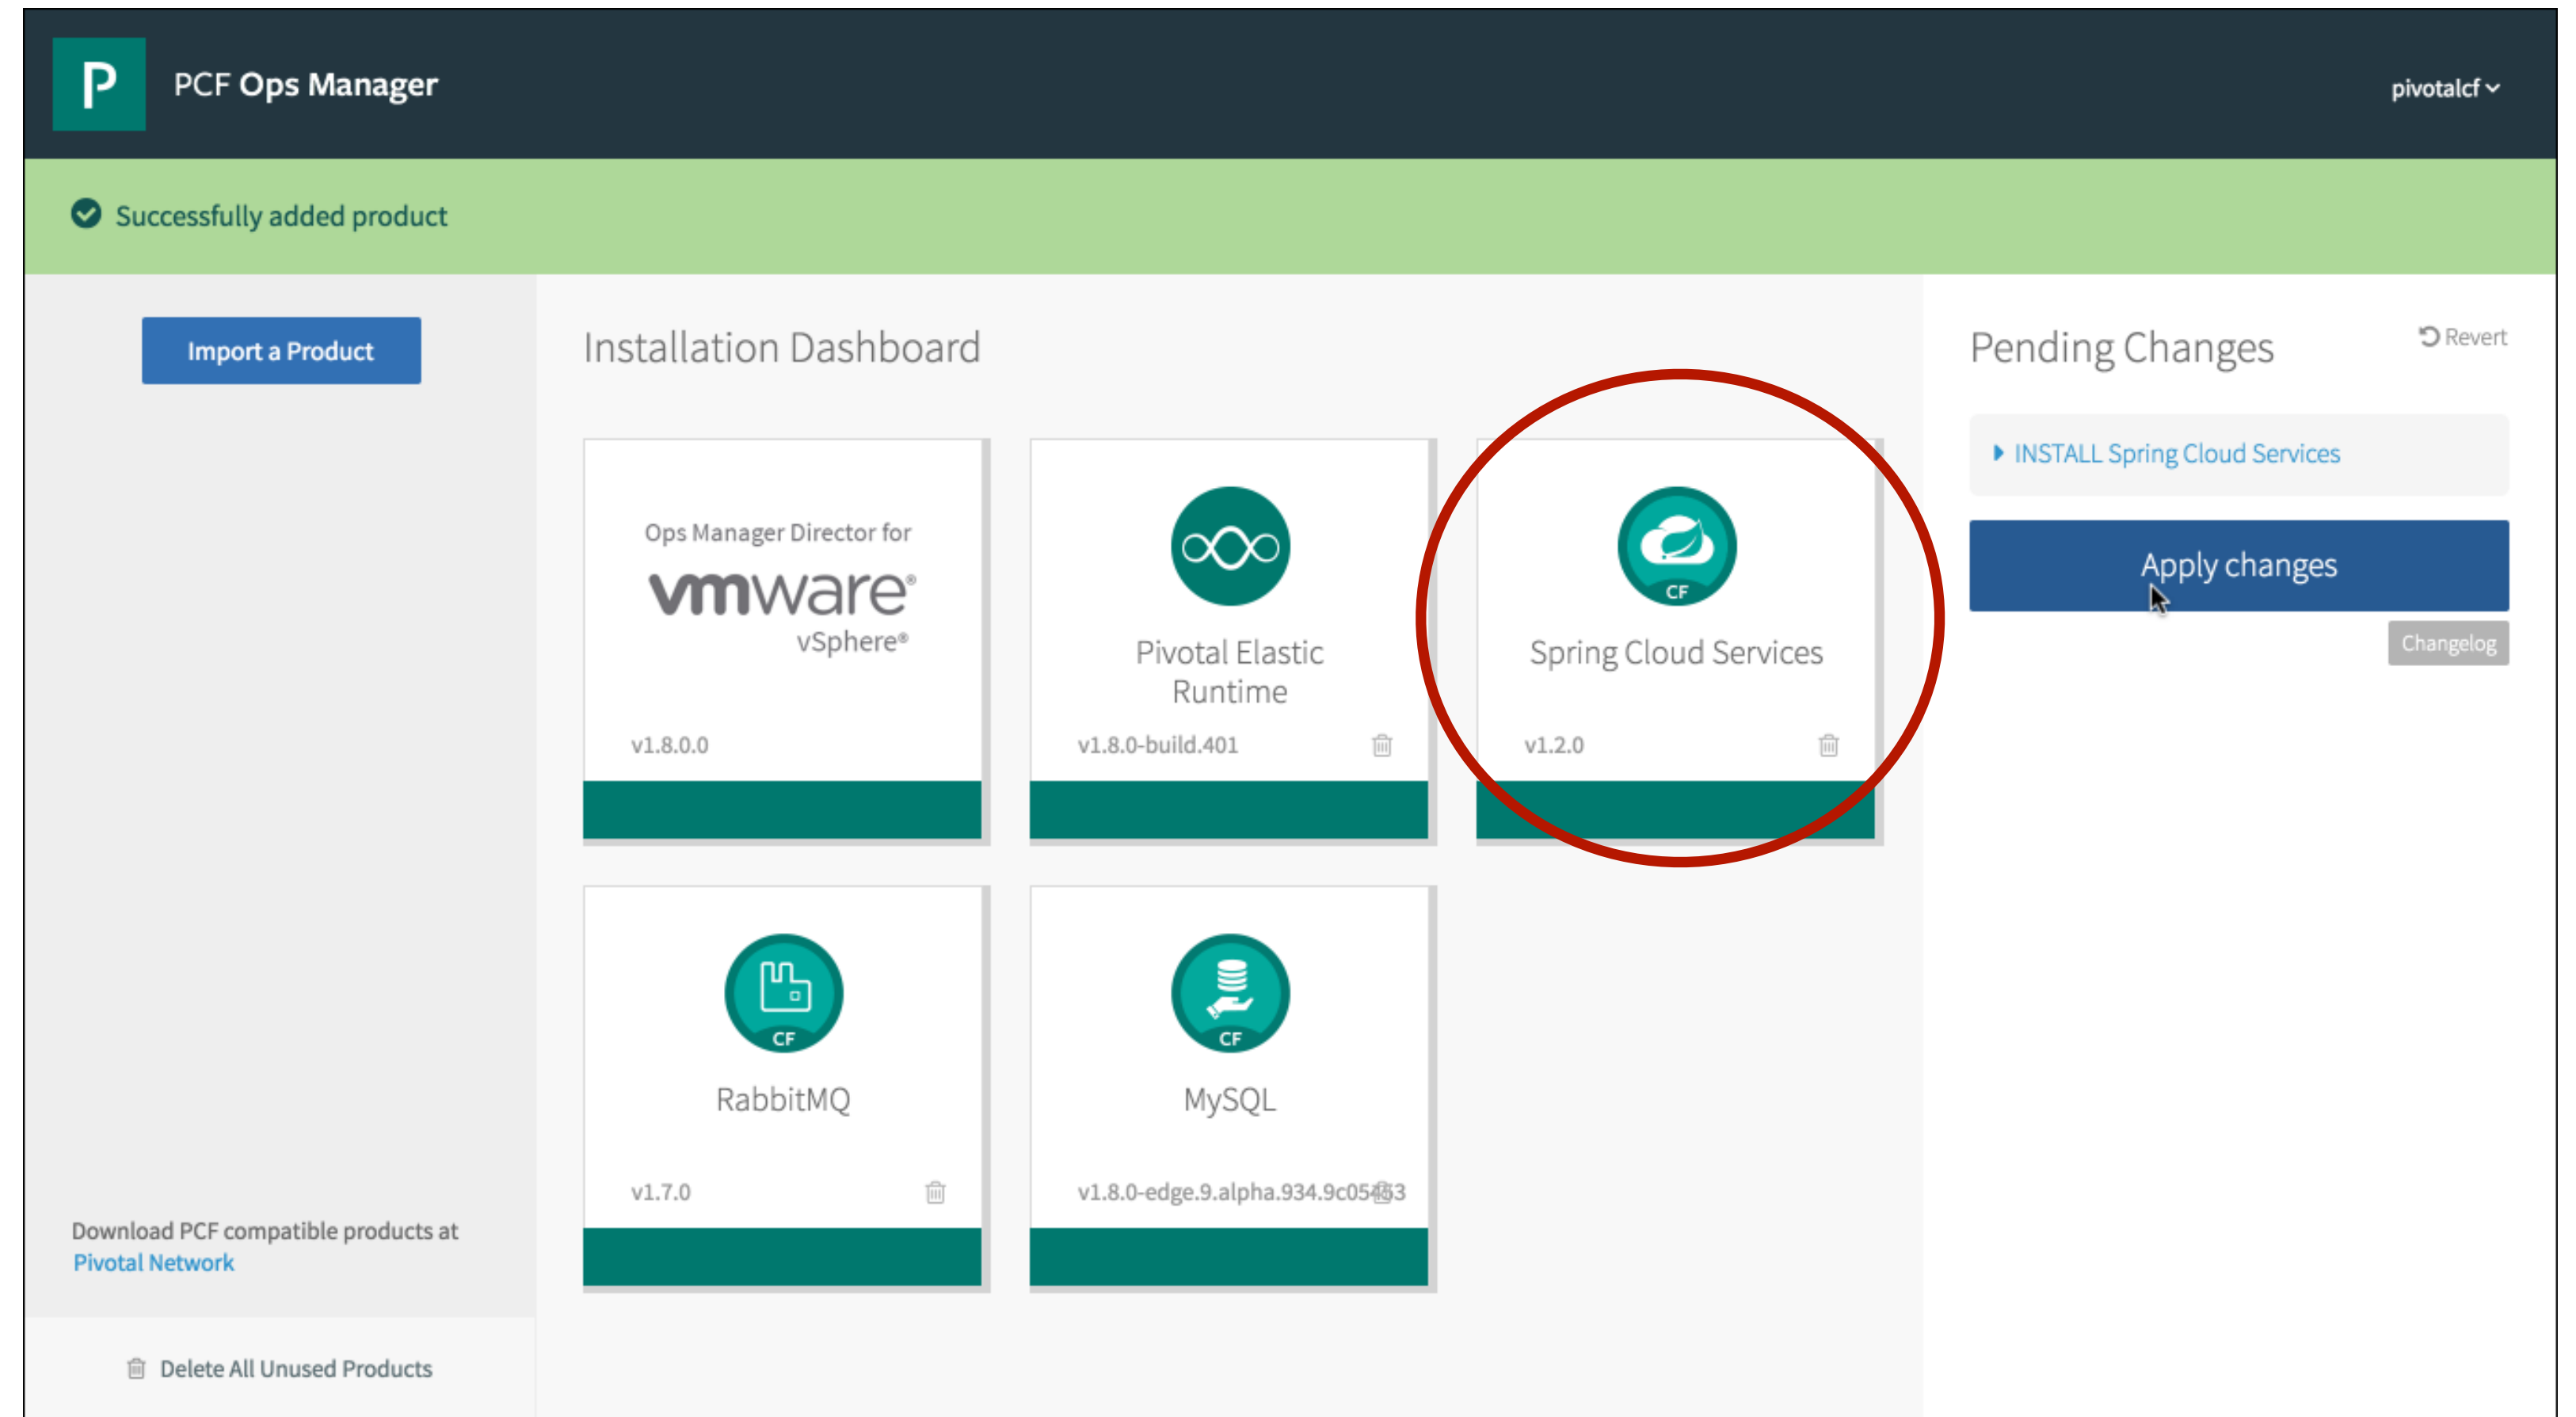 P
PCF Ops Manager
pivotalcf
Successfully added product
Import a Product
Download PCF compatible products at
Pivotal Network
Delete All Unused Products
Installation Dashboard
Ops Manager Director for
vmware®
vSphere®
v1.8.0.0
Pivotal Elastic
Runtime
v1.8.0-build.401
CF
Spring Cloud Services
v1.2.0
CF
RabbitMQ
v1.7.0
CF
MySQL
Pending Changes
Revert
INSTALL Spring Cloud Services
Apply changes
Changelog